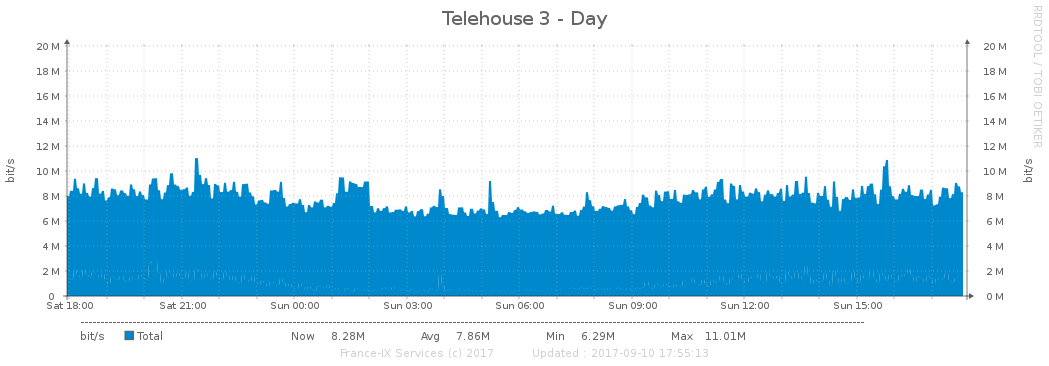 Telehouse 3 - Day
RRDTOOL / TOBI OETIKER
bit/s
bit/s
20 M 20 M
18 M 18 M
16 M 16 M
14 M 14 M
12 M 12 M
10 M 10 M
8 M 8 M
6 M 6 M
4 M 4 M
2 M 2 M
0 0 M
Sat 18:00 Sat 21:00 Sun 00:00 Sun 03:00 Sun 06:00 Sun 09:00 Sun 12:00 Sun 15:00
bit/s Total Now 8.28M Avg 7.86M Min 6.29M Max 11.01M
France-IX Services (c) 2017 Updated : 2017-09-10 17:55:13